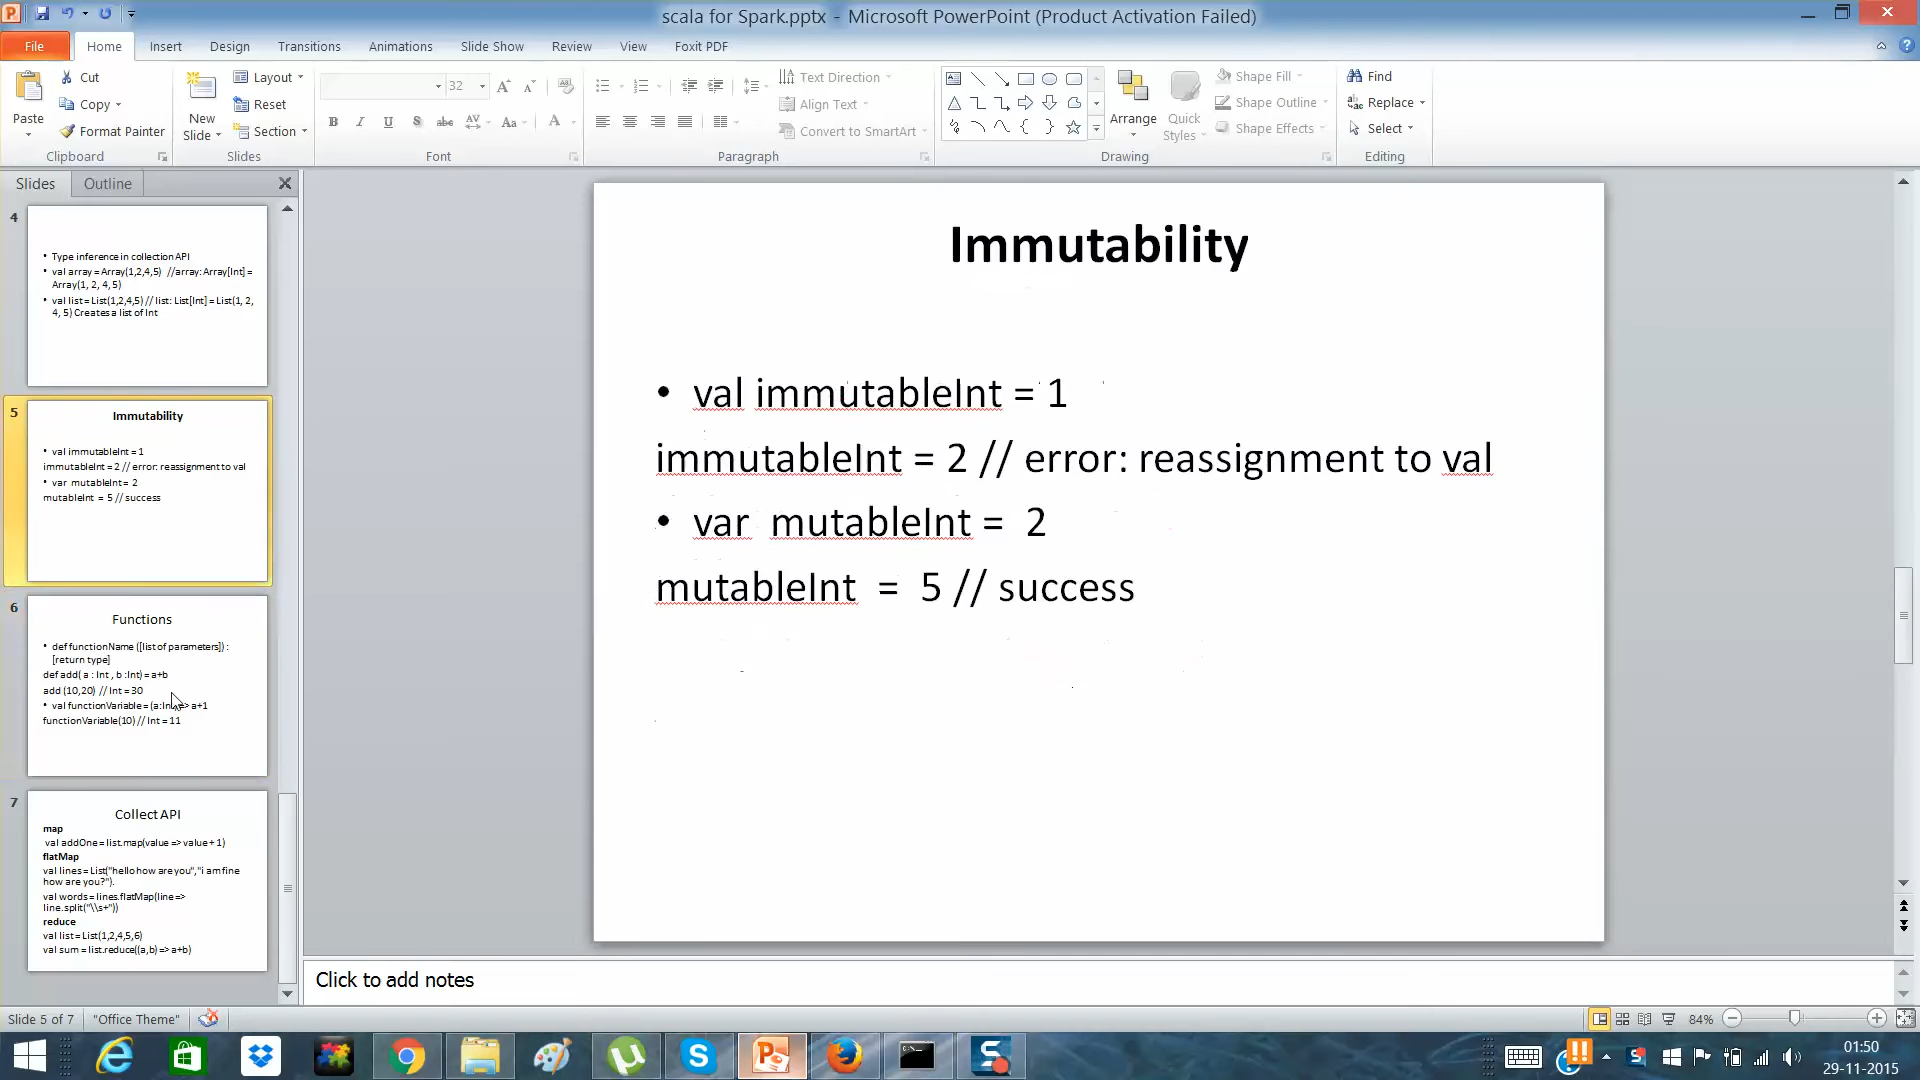 scala for Spark.pptx - Microsoft PowerPoint (Product Activation Failed)
File Home Insert Design Transitions Animations Slide Show Review View Foxit PDF
Paste
Cut
Copy
Format Painter
Clipboard
New Slide
Layout
Reset
Section
Slides
32
Font
Text Direction
Align Text
Convert to SmartArt
Paragraph
Arrange
Quick Styles
Shape Fill
Shape Outline
Shape Effects
Drawing
Find
Replace
Select
Editing
Slides Outline
4
• Type inference in collection API
• val array = Array(1,2,4,5) //array: Array[Int] =
Array(1, 2, 4, 5)
• val list = List(1,2,4,5) // list: List[Int] = List(1, 2,
4, 5) Creates a list of Int
5
Immutability
• val immutableInt = 1
immutableInt = 2 // error: reassignment to val
• var mutableInt = 2
mutableInt = 5 // success
6
Functions
• def functionName ([list of parameters]) :
[return type]
def add( a : Int , b :Int) = a+b
add (10,20) // Int = 30
• val functionVariable = (a:Int) => a+1
functionVariable(10) // Int = 11
7
Collect API
map
val addOne = list.map(value => value + 1)
flatMap
val lines = List("hello how are you","i am fine
how are you?").
val words = lines.flatMap(line =>
line.split("\\s+"))
reduce
val list = List(1,2,4,5,6)
val sum = list.reduce((a,b) => a+b)
Immutability
• val immutableInt = 1
immutableInt = 2 // error: reassignment to val
• var mutableInt = 2
mutableInt = 5 // success
Click to add notes
Slide 5 of 7 "Office Theme" 84%
01:50
29-11-2015